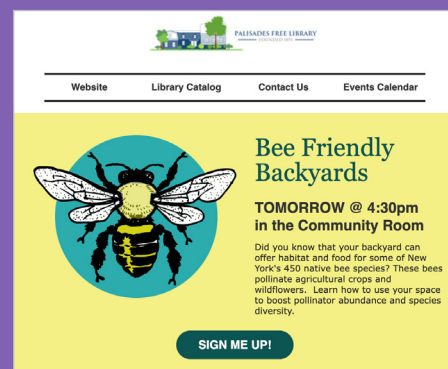 PALISADES FREE LIBRARY
Website Library Catalog Contact Us Events Calendar
Bee Friendly
Backyards
TOMORROW @ 4:30pm
in the Community Room
Did you know that your backyard can
offer habitat and food for some of New
York's 450 native bee species? These bees
pollinate agricultural crops and
wildflowers. Learn how to use your space
to boost pollinator abundance and species
diversity.
SIGN ME UP!